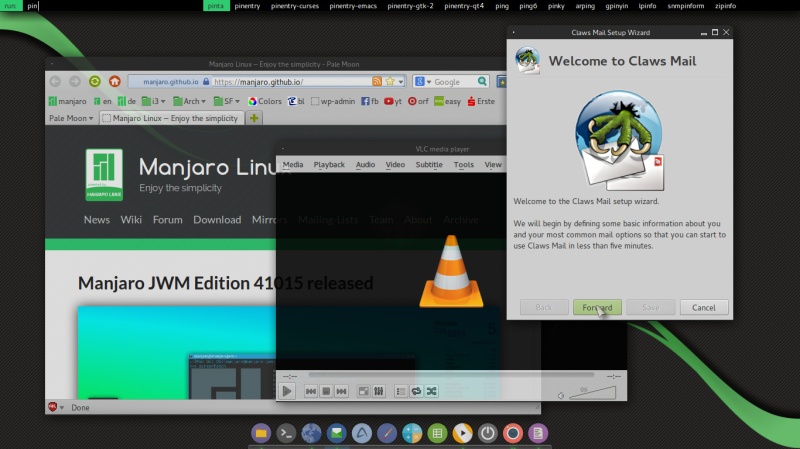 run: pin pinta pinentry pinentry-curses pinentry-emacs pinentry-gtk-2 pinentry-qt4 ping ping6 pinky arping gpinyin lpinfo snmpinform zipinfo
Manjaro Linux – Enjoy the simplicity - Pale Moon
manjaro.github.io https://manjaro.github.io/ Google
manjaro en de i3 Arch SF Colors bl wp-admin fb yt orf easy Erste
Pale Moon Manjaro Linux – Enjoy the simplicity
Manjaro Linux
Enjoy the simplicity
News Wiki Forum Download Mirrors Mailing-Lists Team About Archive
Manjaro JWM Edition 41015 released
Done
VLC media player
Media Playback Audio Video Subtitle Tools View
--:-- --:--
Claws Mail Setup Wizard
Welcome to Claws Mail
Welcome to the Claws Mail setup wizard.
We will begin by defining some basic information about you
and your most common mail options so that you can start to
use Claws Mail in less than five minutes.
Back Forward Save Cancel